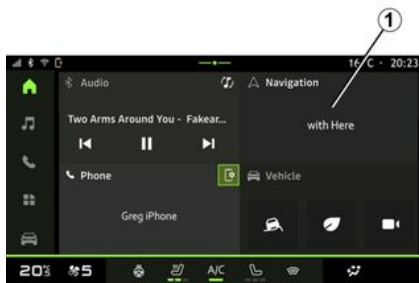 1
16 °C · 20:23
Audio
Navigation
Two Arms Around You - Fakear...
with Here
Phone
Vehicle
Greg iPhone
20.5
5
A/C